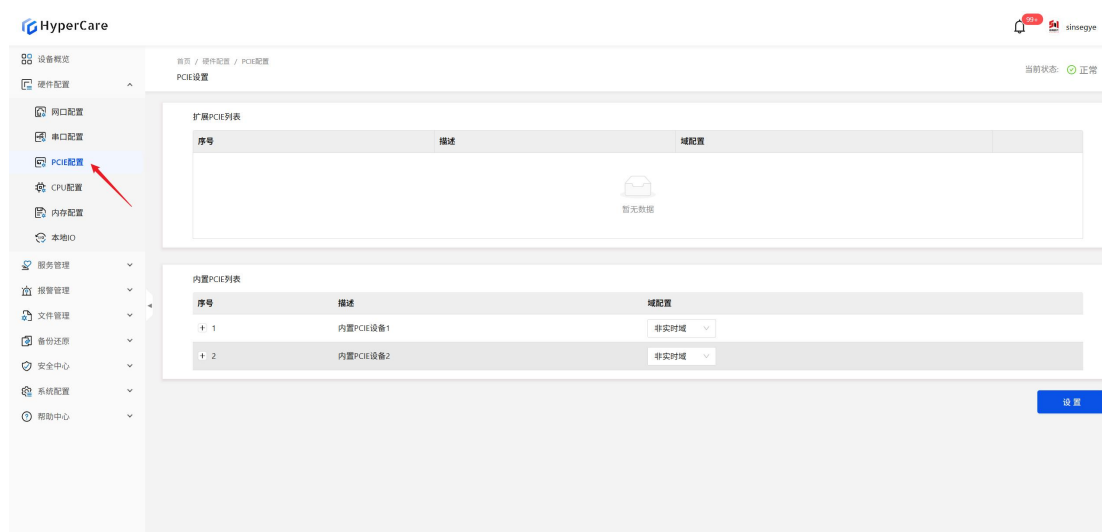 HyperCare
99+
sinsegye
设备概览
硬件配置
网口配置
串口配置
PCIE配置
CPU配置
内存配置
本地IO
服务管理
报警管理
文件管理
备份还原
安全中心
系统配置
帮助中心
首页 / 硬件配置 / PCIE配置
PCIE设置
当前状态: 正常
扩展PCIE列表
序号 描述 域配置
暂无数据
内置PCIE列表
序号 描述 域配置
+ 1 内置PCIE设备1 非实时域
+ 2 内置PCIE设备2 非实时域
设 置